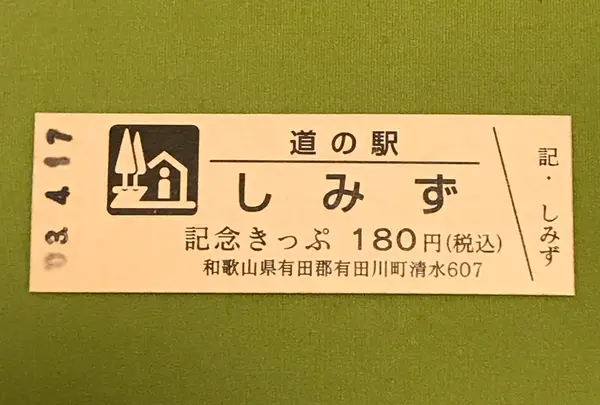 03.4.17
道の駅
しみず
記念きっぷ 180円(税込)
和歌山県有田郡有田川町清水607
記・しみず